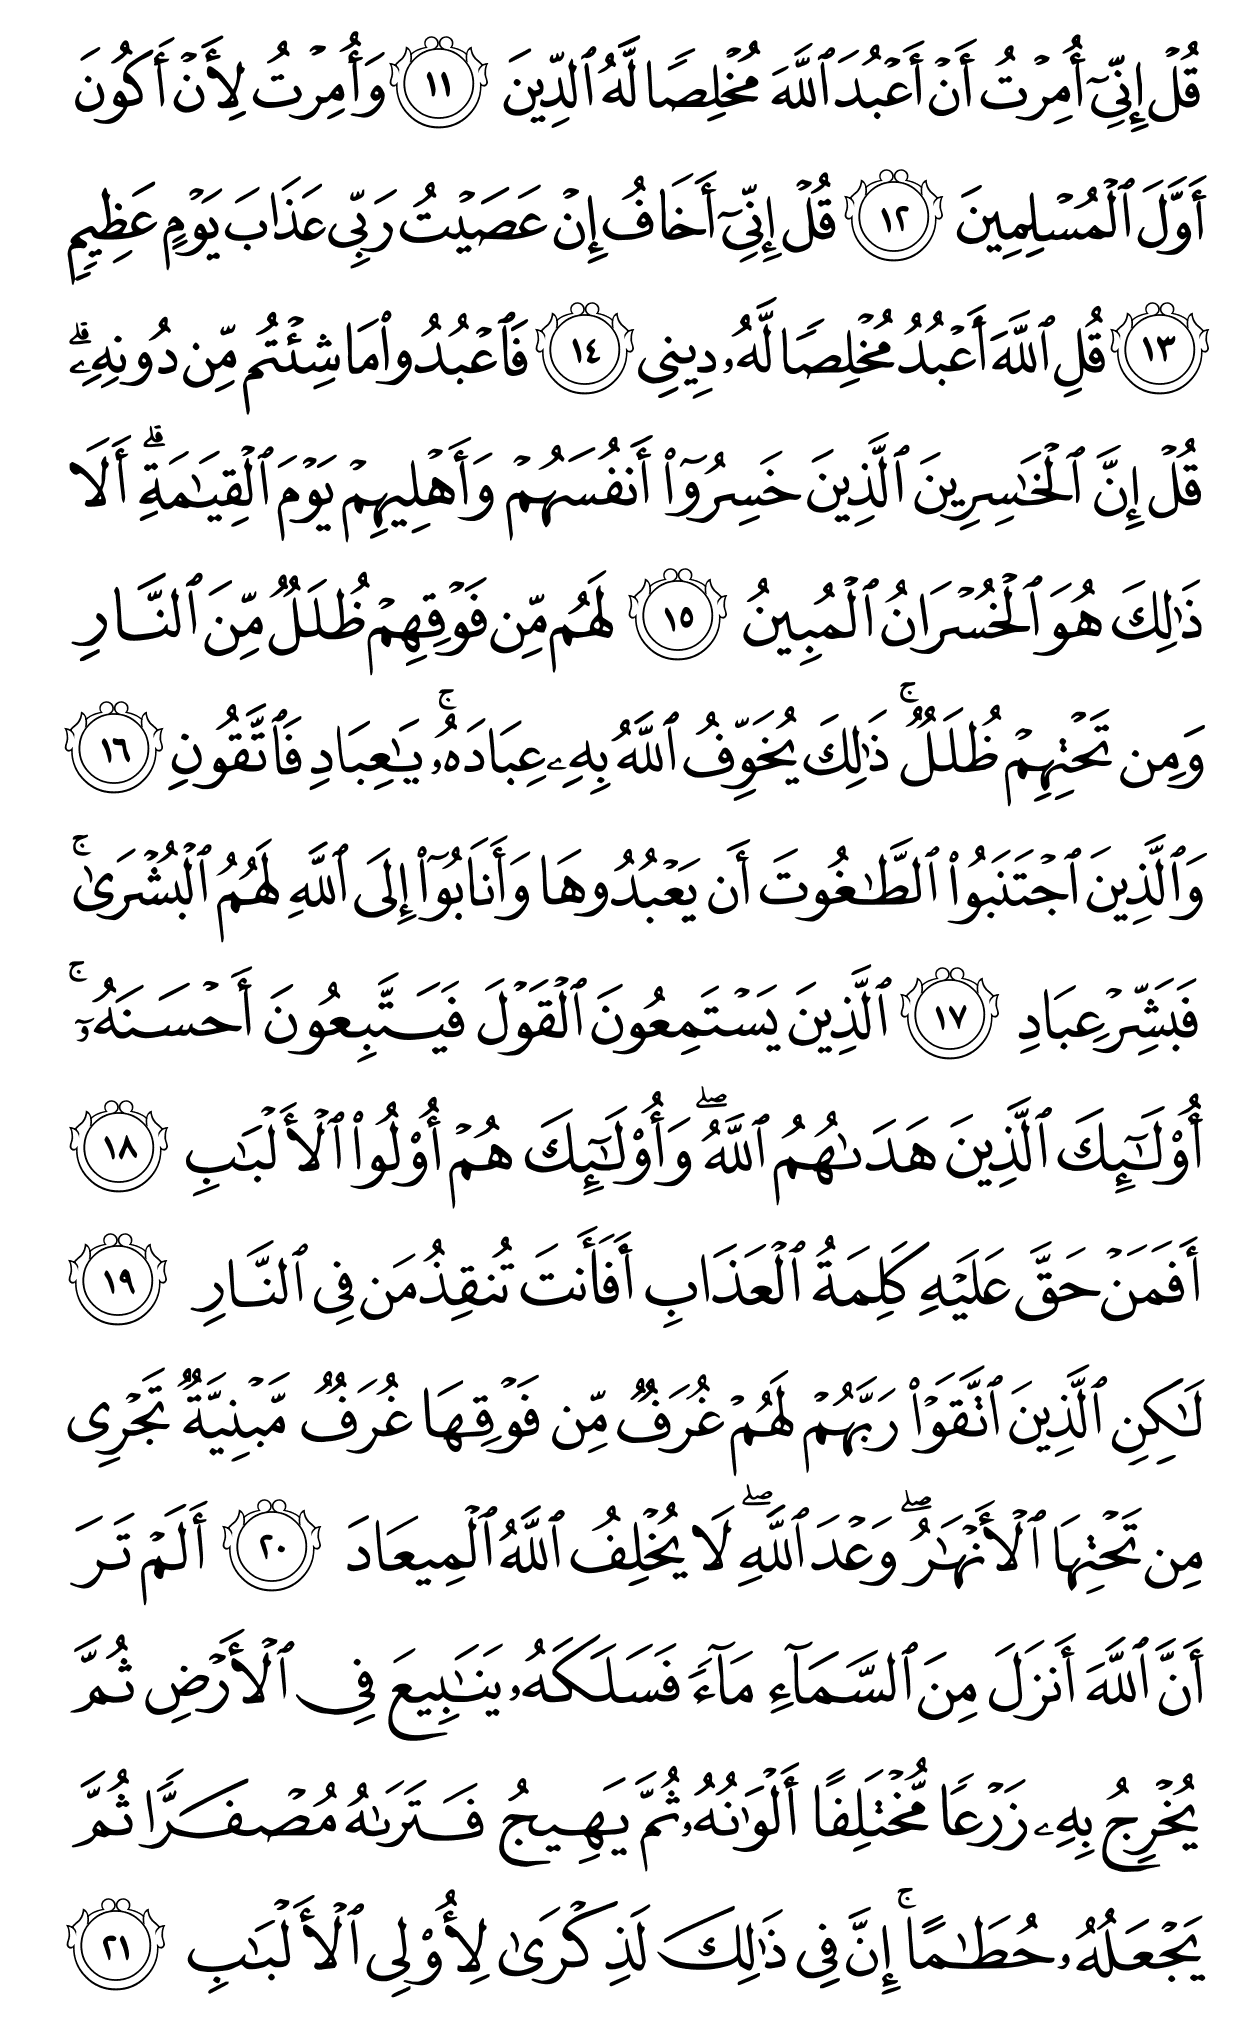 قُلۡ إِنِّيٓ أُمِرۡتُ أَنۡ أَعۡبُدَ ٱللَّهَ مُخۡلِصٗا لَّهُ ٱلدِّينَ ١١ وَأُمِرۡتُ لِأَنۡ أَكُونَ
أَوَّلَ ٱلۡمُسۡلِمِينَ ١٢ قُلۡ إِنِّيٓ أَخَافُ إِنۡ عَصَيۡتُ رَبِّي عَذَابَ يَوۡمٍ عَظِيمٖ
١٣ قُلِ ٱللَّهَ أَعۡبُدُ مُخۡلِصٗا لَّهُۥ دِينِي ١٤ فَٱعۡبُدُواْ مَا شِئۡتُم مِّن دُونِهِۦۗ
قُلۡ إِنَّ ٱلۡخَٰسِرِينَ ٱلَّذِينَ خَسِرُوٓاْ أَنفُسَهُمۡ وَأَهۡلِيهِمۡ يَوۡمَ ٱلۡقِيَٰمَةِۗ أَلَا
ذَٰلِكَ هُوَ ٱلۡخُسۡرَانُ ٱلۡمُبِينُ ١٥ لَهُم مِّن فَوۡقِهِمۡ ظُلَلٞ مِّنَ ٱلنَّارِ
وَمِن تَحۡتِهِمۡ ظُلَلٞۚ ذَٰلِكَ يُخَوِّفُ ٱللَّهُ بِهِۦ عِبَادَهُۥۚ يَٰعِبَادِ فَٱتَّقُونِ ١٦
وَٱلَّذِينَ ٱجۡتَنَبُواْ ٱلطَّٰغُوتَ أَن يَعۡبُدُوهَا وَأَنَابُوٓاْ إِلَى ٱللَّهِ لَهُمُ ٱلۡبُشۡرَىٰۚ
فَبَشِّرۡ عِبَادِ ١٧ ٱلَّذِينَ يَسۡتَمِعُونَ ٱلۡقَوۡلَ فَيَتَّبِعُونَ أَحۡسَنَهُۥٓۚ
أُوْلَٰٓئِكَ ٱلَّذِينَ هَدَىٰهُمُ ٱللَّهُۖ وَأُوْلَٰٓئِكَ هُمۡ أُوْلُواْ ٱلۡأَلۡبَٰبِ ١٨
أَفَمَنۡ حَقَّ عَلَيۡهِ كَلِمَةُ ٱلۡعَذَابِ أَفَأَنتَ تُنقِذُ مَن فِي ٱلنَّارِ ١٩
لَٰكِنِ ٱلَّذِينَ ٱتَّقَوۡاْ رَبَّهُمۡ لَهُمۡ غُرَفٞ مِّن فَوۡقِهَا غُرَفٞ مَّبۡنِيَّةٞ تَجۡرِي
مِن تَحۡتِهَا ٱلۡأَنۡهَٰرُۖ وَعۡدَ ٱللَّهِۖ لَا يُخۡلِفُ ٱللَّهُ ٱلۡمِيعَادَ ٢٠ أَلَمۡ تَرَ
أَنَّ ٱللَّهَ أَنزَلَ مِنَ ٱلسَّمَآءِ مَآءٗ فَسَلَكَهُۥ يَنَٰبِيعَ فِي ٱلۡأَرۡضِ ثُمَّ
يُخۡرِجُ بِهِۦ زَرۡعٗا مُّخۡتَلِفًا أَلۡوَٰنُهُۥ ثُمَّ يَهِيجُ فَتَرَىٰهُ مُصۡفَرّٗا ثُمَّ
يَجۡعَلُهُۥ حُطَٰمًاۚ إِنَّ فِي ذَٰلِكَ لَذِكۡرَىٰ لِأُوْلِي ٱلۡأَلۡبَٰبِ ٢١